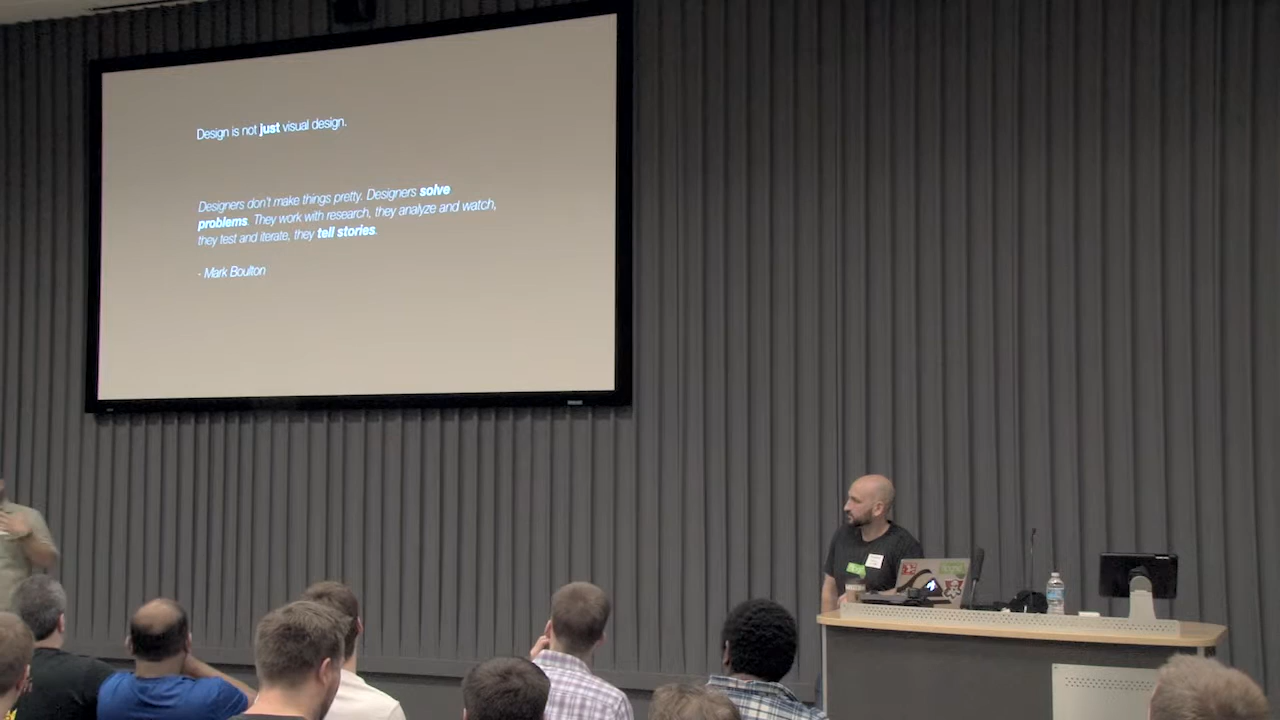 Design is not just visual design.
Designers don't make things pretty. Designers solve
problems. They work with research, they analyze and watch,
they test and iterate, they tell stories.
- Mark Boulton